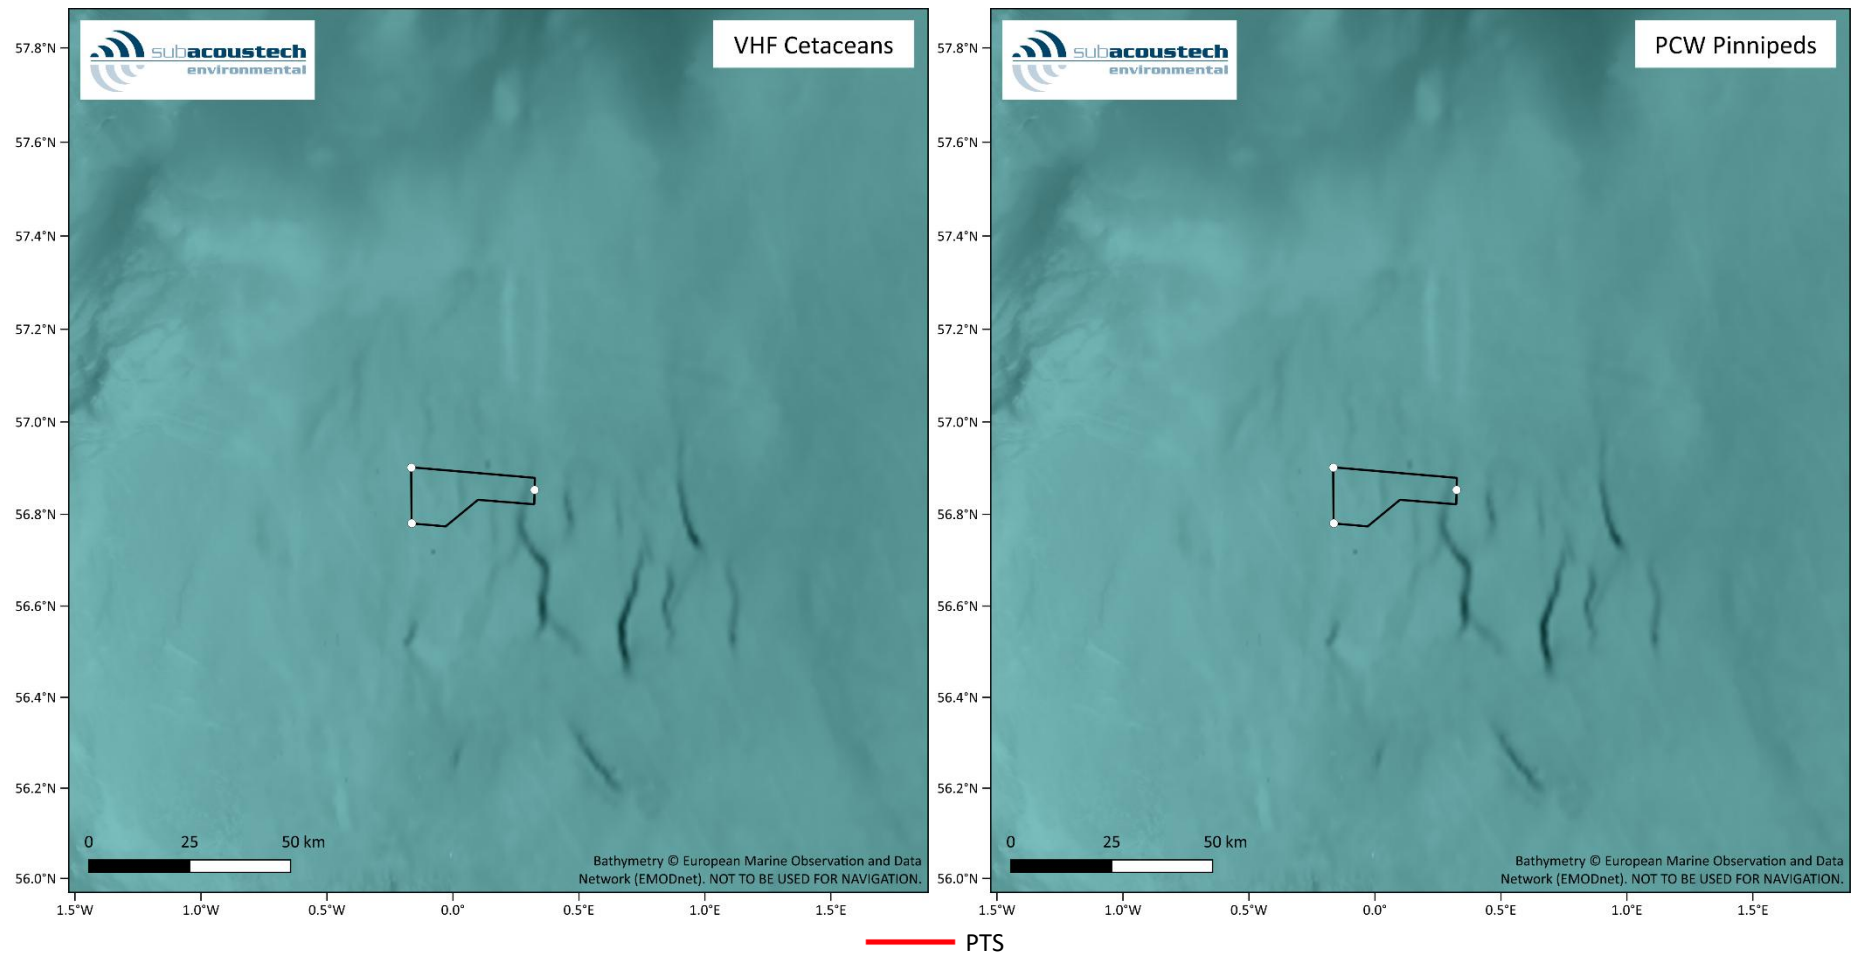 subacoustech
environmental
VHF Cetaceans
57.8°N
57.6°N
57.4°N
57.2°N
57.0°N
56.8°N
56.6°N
56.4°N
56.2°N
56.0°N
0 25 50 km
Bathymetry © European Marine Observation and Data
Network (EMODnet). NOT TO BE USED FOR NAVIGATION.
1.5°W 1.0°W 0.5°W 0.0° 0.5°E 1.0°E 1.5°E
subacoustech
environmental
PCW Pinnipeds
57.8°N
57.6°N
57.4°N
57.2°N
57.0°N
56.8°N
56.6°N
56.4°N
56.2°N
56.0°N
0 25 50 km
Bathymetry © European Marine Observation and Data
Network (EMODnet). NOT TO BE USED FOR NAVIGATION.
1.5°W 1.0°W 0.5°W 0.0° 0.5°E 1.0°E 1.5°E
PTS